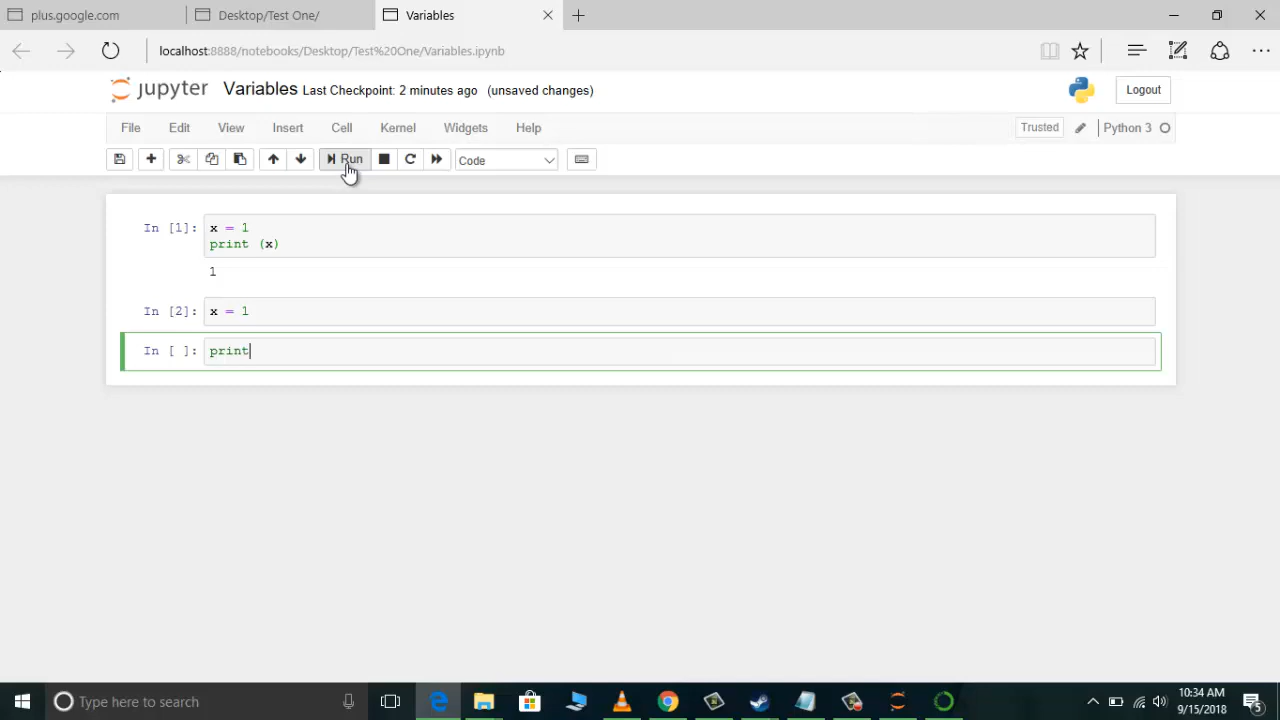 plus.google.com Desktop/Test One/ Variables
localhost:8888/notebooks/Desktop/Test%20One/Variables.ipynb
jupyter Variables Last Checkpoint: 2 minutes ago (unsaved changes) Logout
File Edit View Insert Cell Kernel Widgets Help Trusted Python 3
Run Code
In [1]: x = 1
print (x)
1
In [2]: x = 1
In [ ]: print
Type here to search 10:34 AM
9/15/2018 5